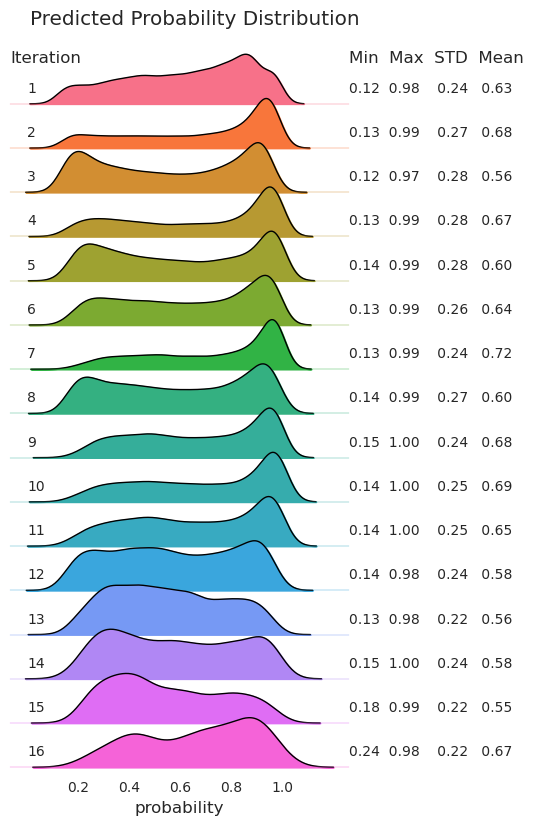 Predicted Probability Distribution
Iteration Min Max STD Mean
1 0.12 0.98 0.24 0.63
2 0.13 0.99 0.27 0.68
3 0.12 0.97 0.28 0.56
4 0.13 0.99 0.28 0.67
5 0.14 0.99 0.28 0.60
6 0.13 0.99 0.26 0.64
7 0.13 0.99 0.24 0.72
8 0.14 0.99 0.27 0.60
9 0.15 1.00 0.24 0.68
10 0.14 1.00 0.25 0.69
11 0.14 1.00 0.25 0.65
12 0.14 0.98 0.24 0.58
13 0.13 0.98 0.22 0.56
14 0.15 1.00 0.24 0.58
15 0.18 0.99 0.22 0.55
16 0.24 0.98 0.22 0.67
0.2 0.4 0.6 0.8 1.0
probability